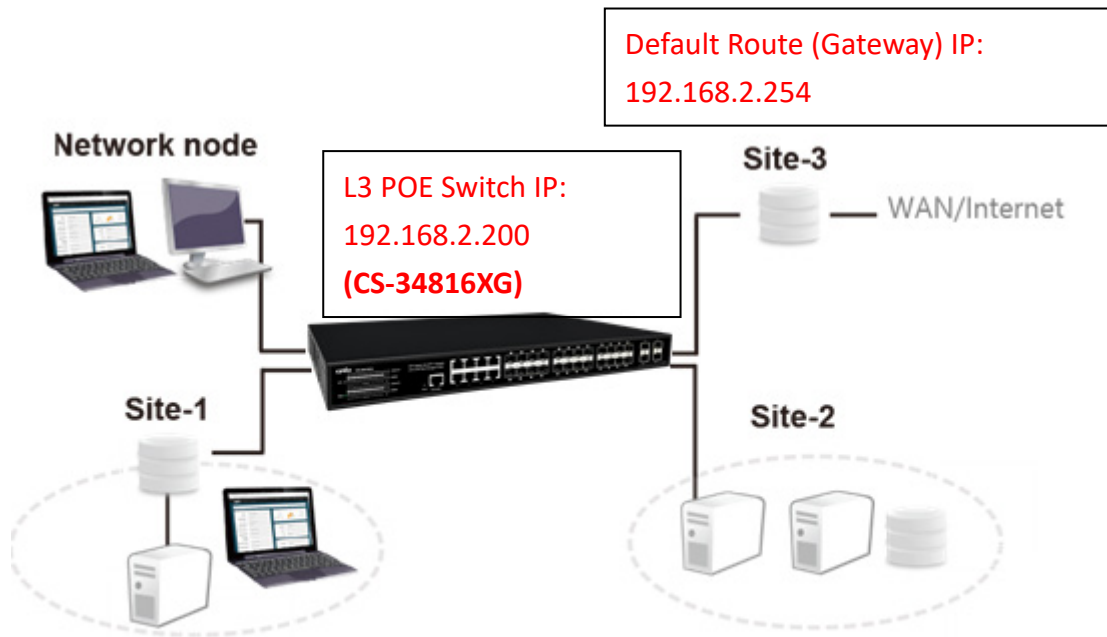 Default Route (Gateway) IP:
192.168.2.254
Network node
L3 POE Switch IP:
192.168.2.200
(CS-34816XG)
Site-3
WAN/Internet
Site-1
Site-2